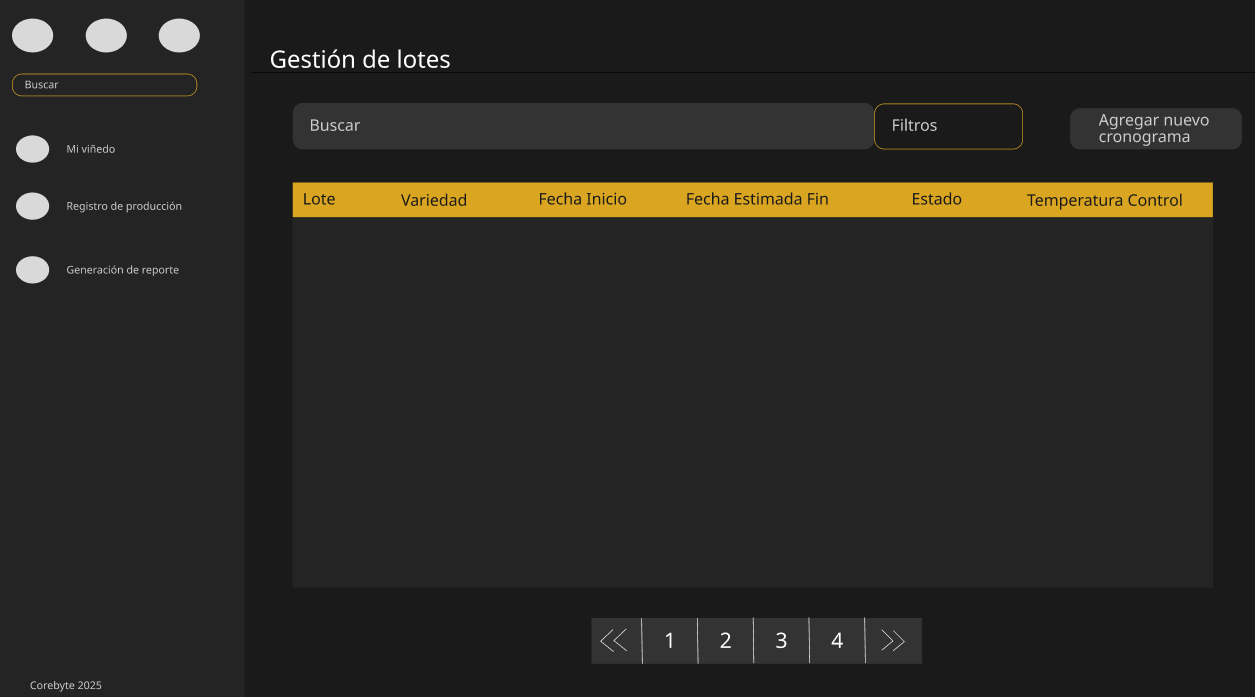 Buscar
Mi viñedo
Registro de producción
Generación de reporte
Corebyte 2025
Gestión de lotes
Buscar
Filtros
Agregar nuevo
cronograma
Lote Variedad Fecha Inicio Fecha Estimada Fin Estado Temperatura Control
1 2 3 4